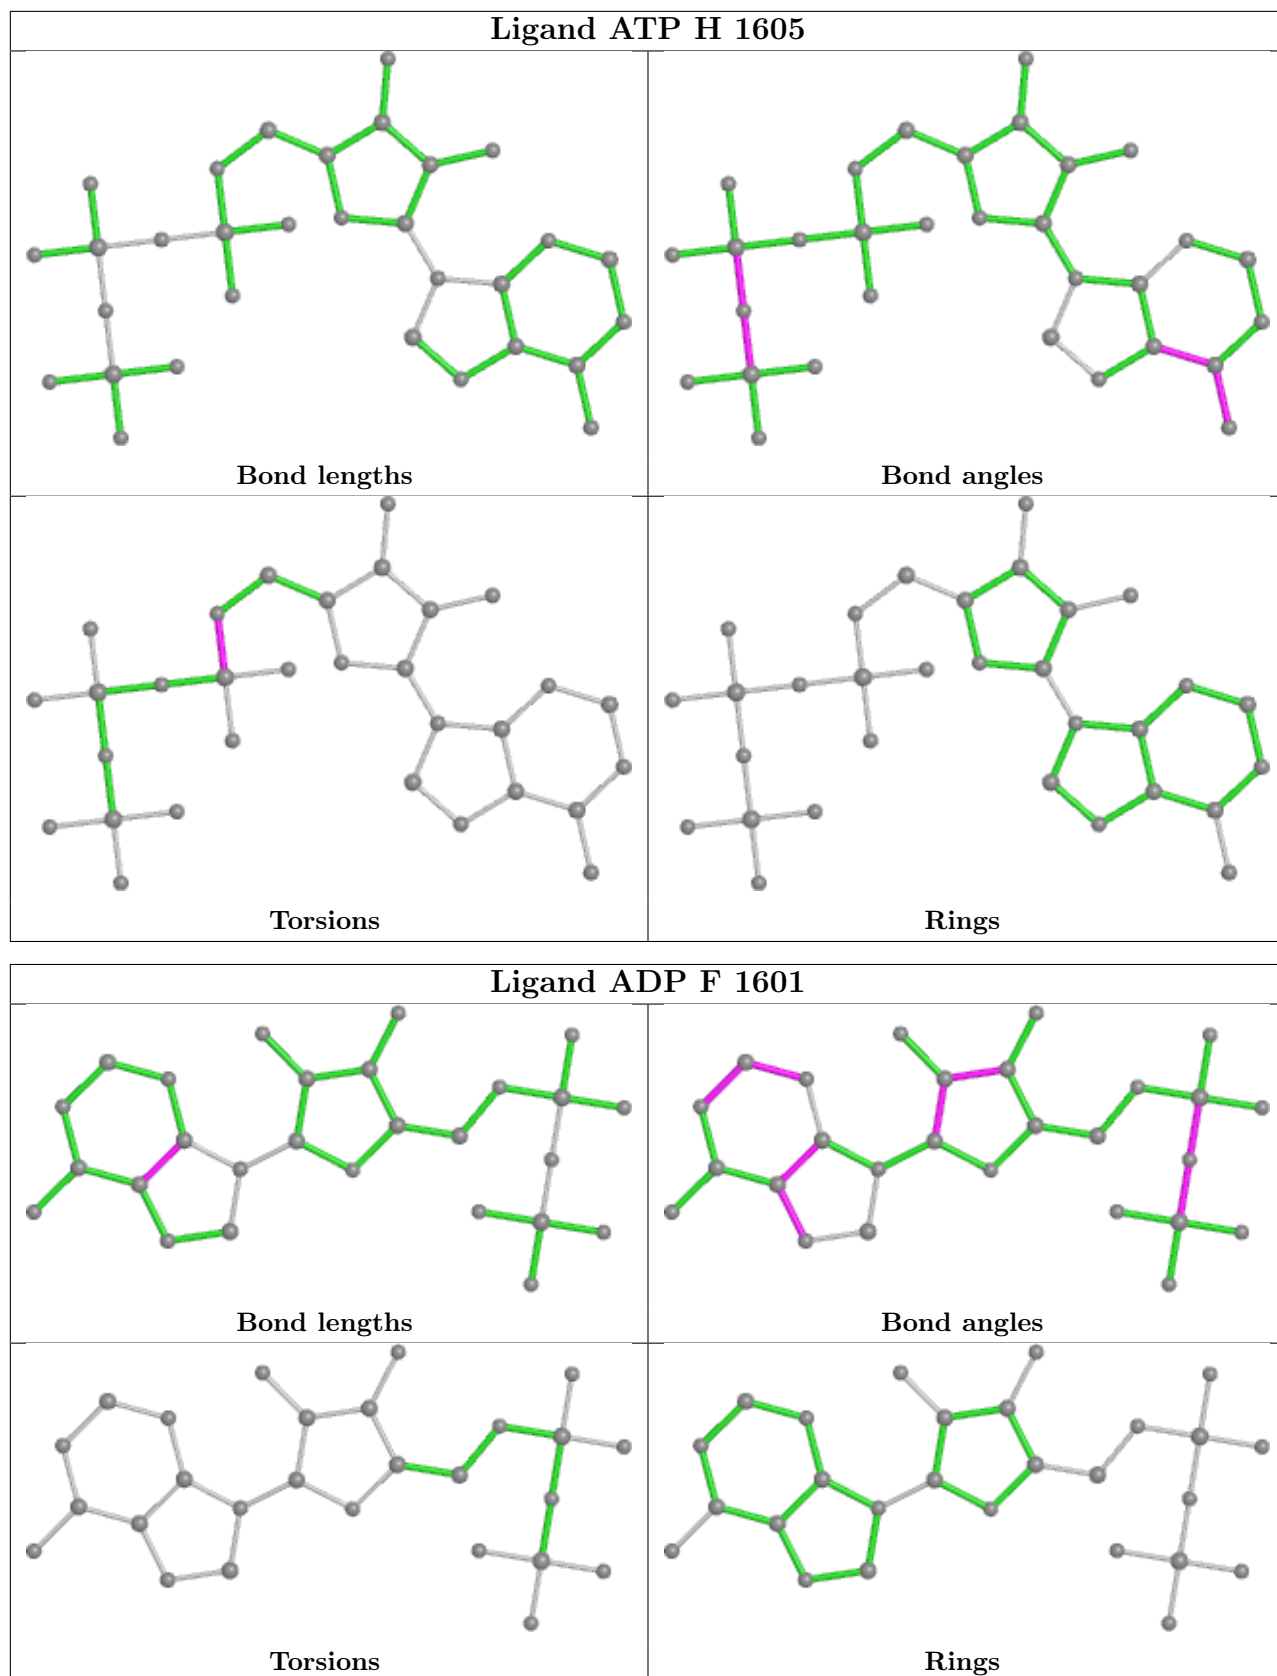 Ligand ATP H 1605
Bond lengths
Bond angles
Torsions
Rings
Ligand ADP F 1601
Bond lengths
Bond angles
Torsions
Rings